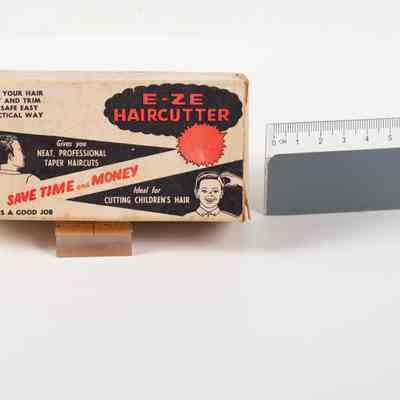 YOUR HAIR
AND TRIM
SAFE EASY
WAY
E-ZE
HAIRCUTTER
Gives you
NEAT, PROFESSIONAL
TAPER HAIRCUTS
SAVE TIME and MONEY
Ideal for
CUTTING CHILDREN'S HAIR
A GOOD JOB
0 CM 1 2 3 4 5